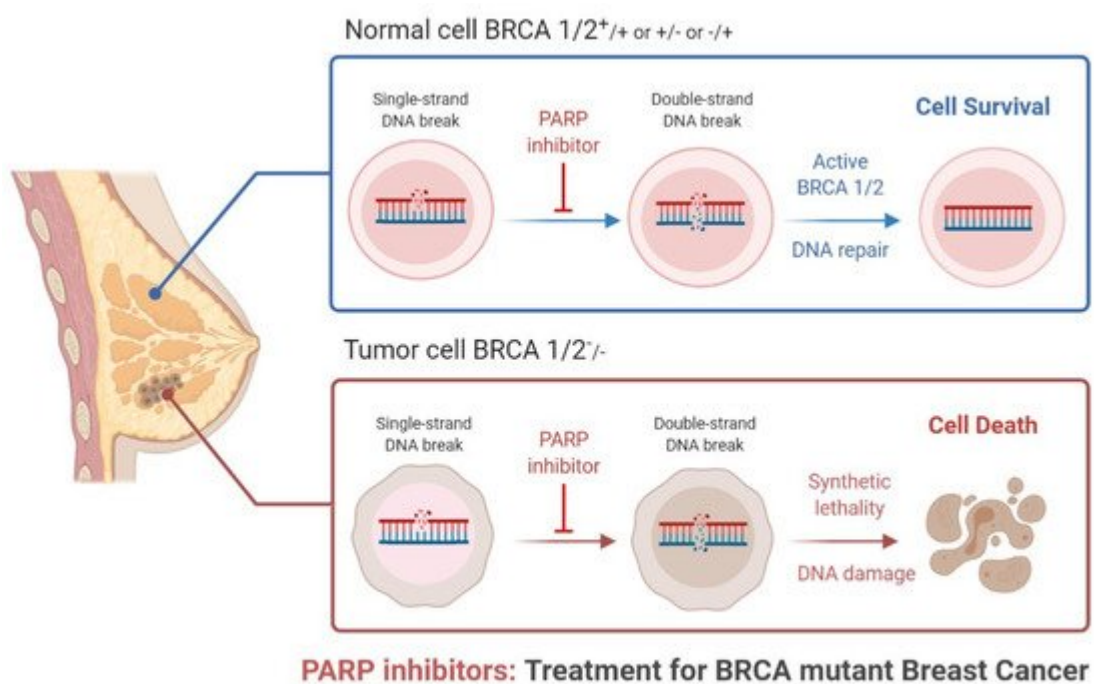 Normal cell BRCA 1/2⁺/+ or +/- or -/+
Single-strand
DNA break
PARP
inhibitor
Double-strand
DNA break
Active
BRCA 1/2
DNA repair
Cell Survival
Tumor cell BRCA 1/2⁻/-
Single-strand
DNA break
PARP
inhibitor
Double-strand
DNA break
Synthetic
lethality
DNA damage
Cell Death
PARP inhibitors: Treatment for BRCA mutant Breast Cancer